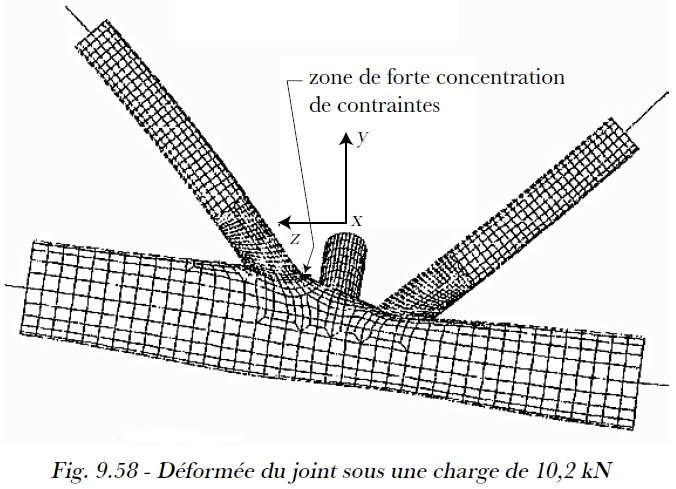 zone de forte concentration
de contraintes
y
x
z
Fig. 9.58 - Déformée du joint sous une charge de 10,2 kN